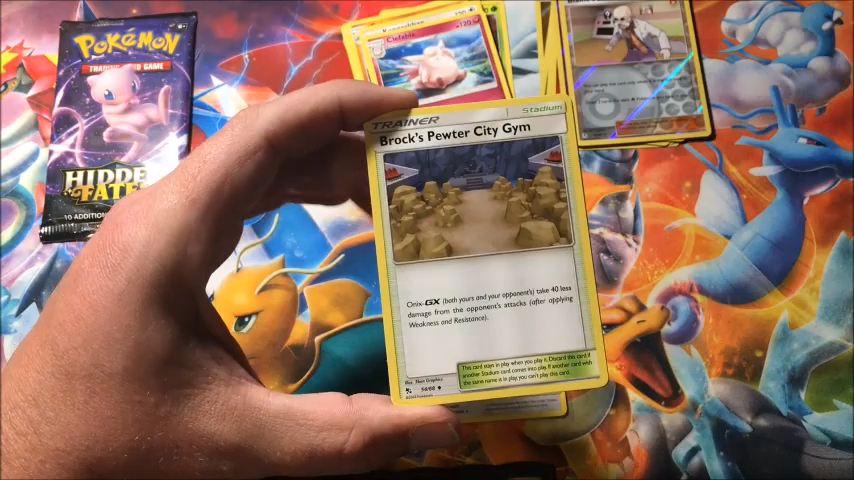 POKéMON
TRADING CARD GAME
HIDDEN
FATES
10 ADDITION
Clefable
120
TRAINER
Stadium
Brock's Pewter City Gym
Onix-GX (both yours and your opponent's) take 40 less
damage from the opponent's attacks (after applying
Weakness and Resistance).
This card stays in play when you play it. Discard this card if
another Stadium card comes into play. If another card with
the same name is in play, you can't play this card.
54/68